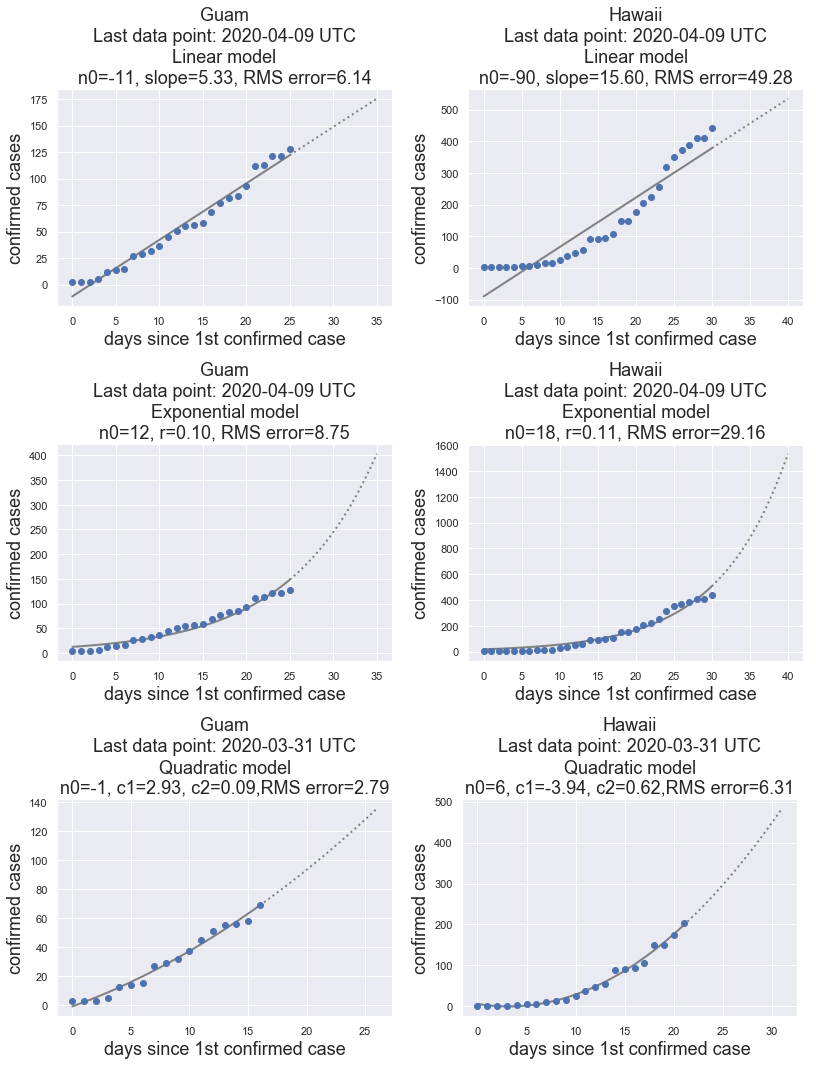 Guam
Last data point: 2020-04-09 UTC
Linear model
n0=-11, slope=5.33, RMS error=6.14
175
150
125
100
75
50
25
0
confirmed cases
0 5 10 15 20 25 30 35
days since 1st confirmed case
Hawaii
Last data point: 2020-04-09 UTC
Linear model
n0=-90, slope=15.60, RMS error=49.28
500
400
300
200
100
0
−100
confirmed cases
0 5 10 15 20 25 30 35 40
days since 1st confirmed case
Guam
Last data point: 2020-04-09 UTC
Exponential model
n0=12, r=0.10, RMS error=8.75
400
350
300
250
200
150
100
50
0
confirmed cases
0 5 10 15 20 25 30 35
days since 1st confirmed case
Hawaii
Last data point: 2020-04-09 UTC
Exponential model
n0=18, r=0.11, RMS error=29.16
1600
1400
1200
1000
800
600
400
200
0
confirmed cases
0 5 10 15 20 25 30 35 40
days since 1st confirmed case
Guam
Last data point: 2020-03-31 UTC
Quadratic model
n0=-1, c1=2.93, c2=0.09,RMS error=2.79
140
120
100
80
60
40
20
0
confirmed cases
0 5 10 15 20 25
days since 1st confirmed case
Hawaii
Last data point: 2020-03-31 UTC
Quadratic model
n0=6, c1=-3.94, c2=0.62,RMS error=6.31
500
400
300
200
100
0
confirmed cases
0 5 10 15 20 25 30
days since 1st confirmed case